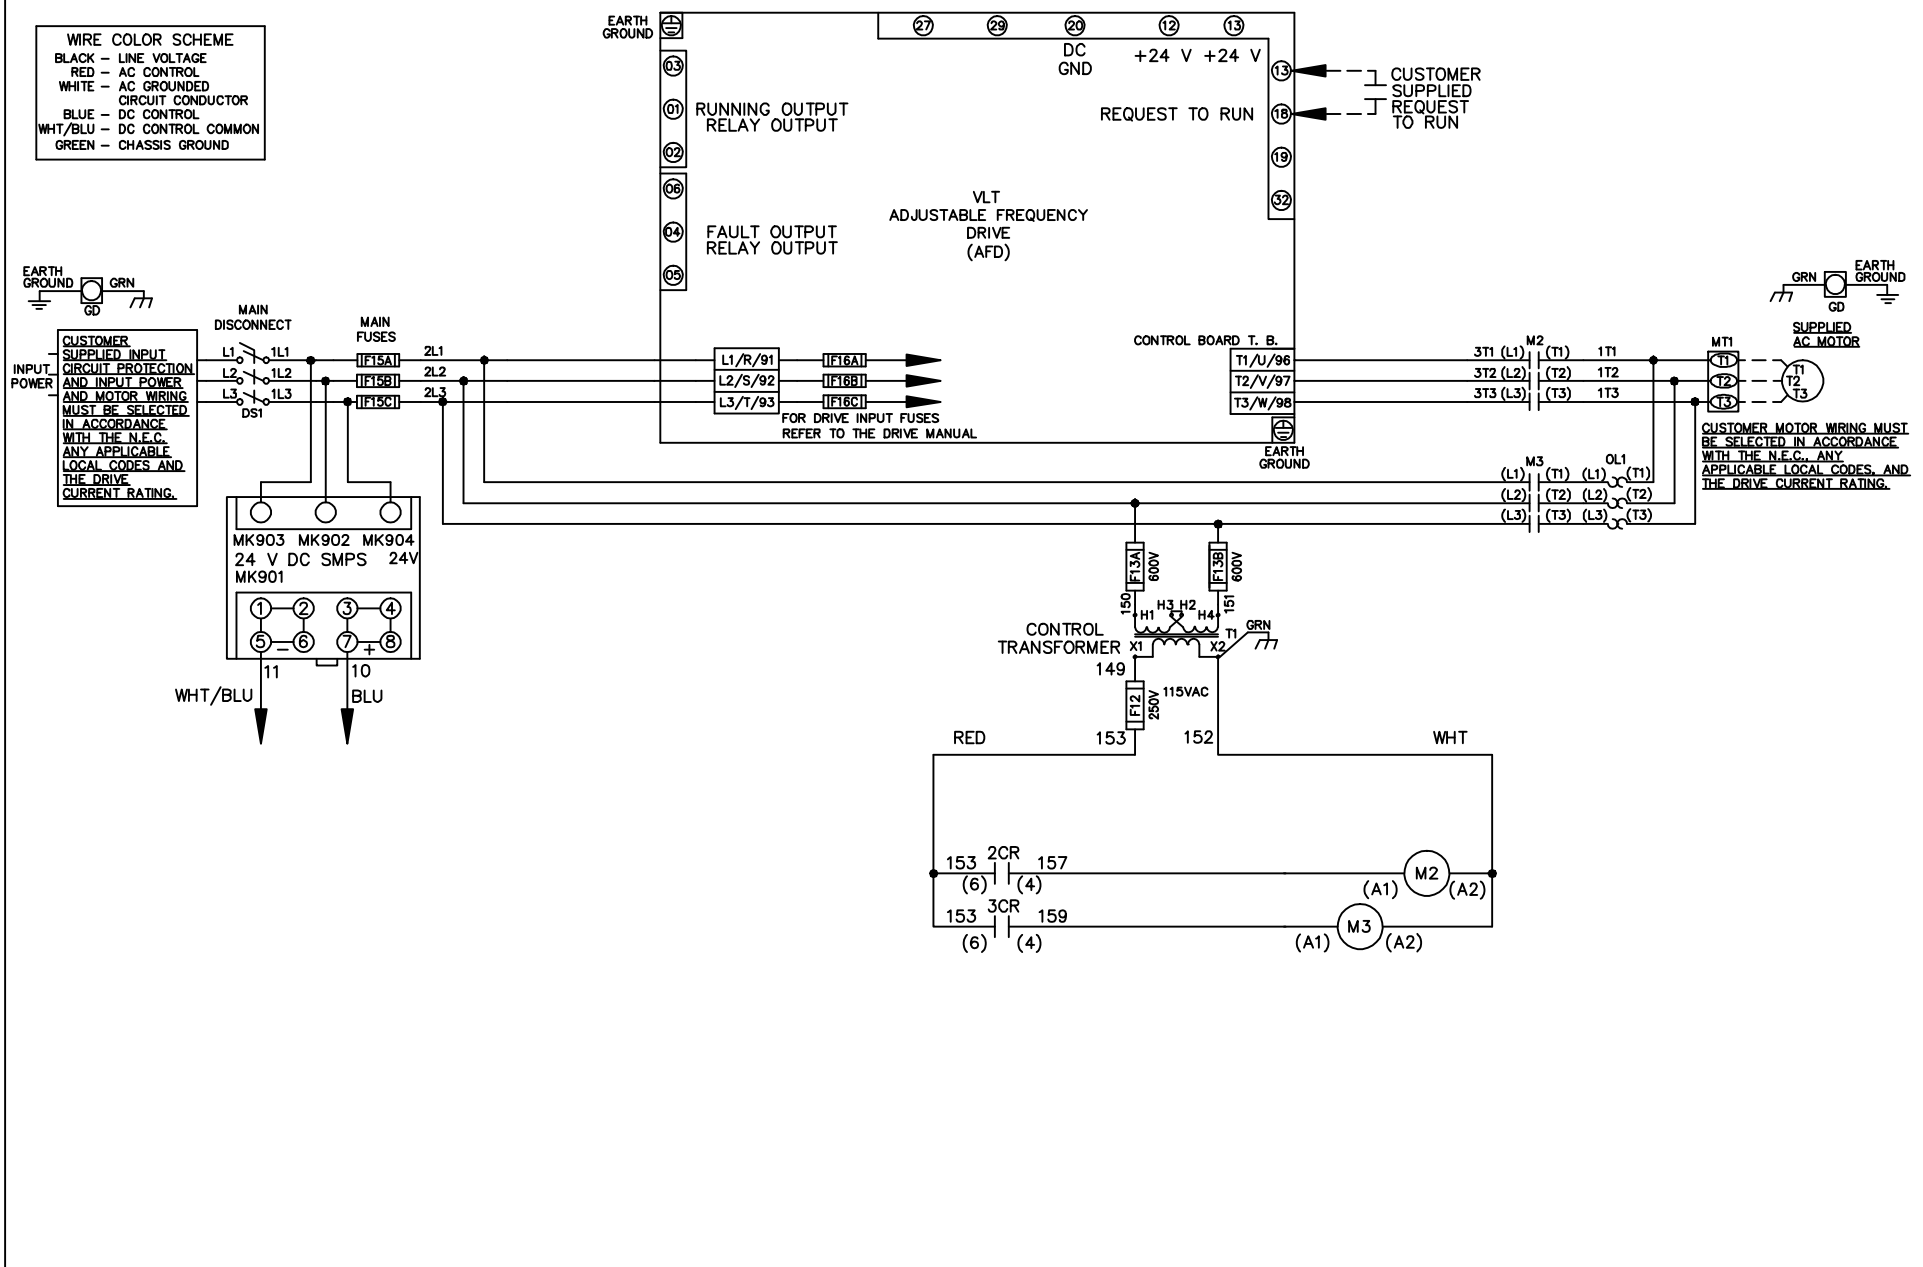 WIRE COLOR SCHEME
BLACK – LINE VOLTAGE
RED – AC CONTROL
WHITE – AC GROUNDED
CIRCUIT CONDUCTOR
BLUE – DC CONTROL
WHT/BLU – DC CONTROL COMMON
GREEN – CHASSIS GROUND
EARTH
GROUND
27 29 20 12 13
DC
GND
+24 V +24 V
03
01
02
RUNNING OUTPUT
RELAY OUTPUT
06
04
05
FAULT OUTPUT
RELAY OUTPUT
13
18
19
32
REQUEST TO RUN
CUSTOMER
SUPPLIED
REQUEST
TO RUN
VLT
ADJUSTABLE FREQUENCY
DRIVE
(AFD)
EARTH
GROUND
GRN
GD
INPUT
POWER
CUSTOMER
SUPPLIED INPUT
CIRCUIT PROTECTION
AND INPUT POWER
AND MOTOR WIRING
MUST BE SELECTED
IN ACCORDANCE
WITH THE N.E.C.
ANY APPLICABLE
LOCAL CODES AND
THE DRIVE
CURRENT RATING.
MAIN
DISCONNECT
L1 1L1
L2 1L2
L3 1L3
DS1
MAIN
FUSES
F15A 2L1
F15B 2L2
F15C 2L3
L1/R/91 F16A
L2/S/92 F16B
L3/T/93 F16C
FOR DRIVE INPUT FUSES
REFER TO THE DRIVE MANUAL
CONTROL BOARD T. B.
T1/U/96
T2/V/97
T3/W/98
EARTH
GROUND
M2
3T1 (L1) (T1) 1T1
3T2 (L2) (T2) 1T2
3T3 (L3) (T3) 1T3
M3 OL1
(L1) (T1) (L1) (T1)
(L2) (T2) (L2) (T2)
(L3) (T3) (L3) (T3)
GRN
EARTH
GROUND
GD
SUPPLIED
AC MOTOR
MT1
T1
T2
T3
T1
T2
T3
CUSTOMER MOTOR WIRING MUST
BE SELECTED IN ACCORDANCE
WITH THE N.E.C., ANY
APPLICABLE LOCAL CODES, AND
THE DRIVE CURRENT RATING.
MK903 MK902 MK904
24 V DC SMPS 24V
MK901
1 2 3 4
5 – 6 7 + 8
11 10
WHT/BLU BLU
F13A 600V
F13B 600V
150 151
H1 H3 H2 H4
CONTROL
TRANSFORMER
T1 GRN
X1 X2
149
F12 250V
115VAC
153 152
RED WHT
153 2CR 157
(6) (4)
M2
(A1) (A2)
153 3CR 159
(6) (4)
M3
(A1) (A2)